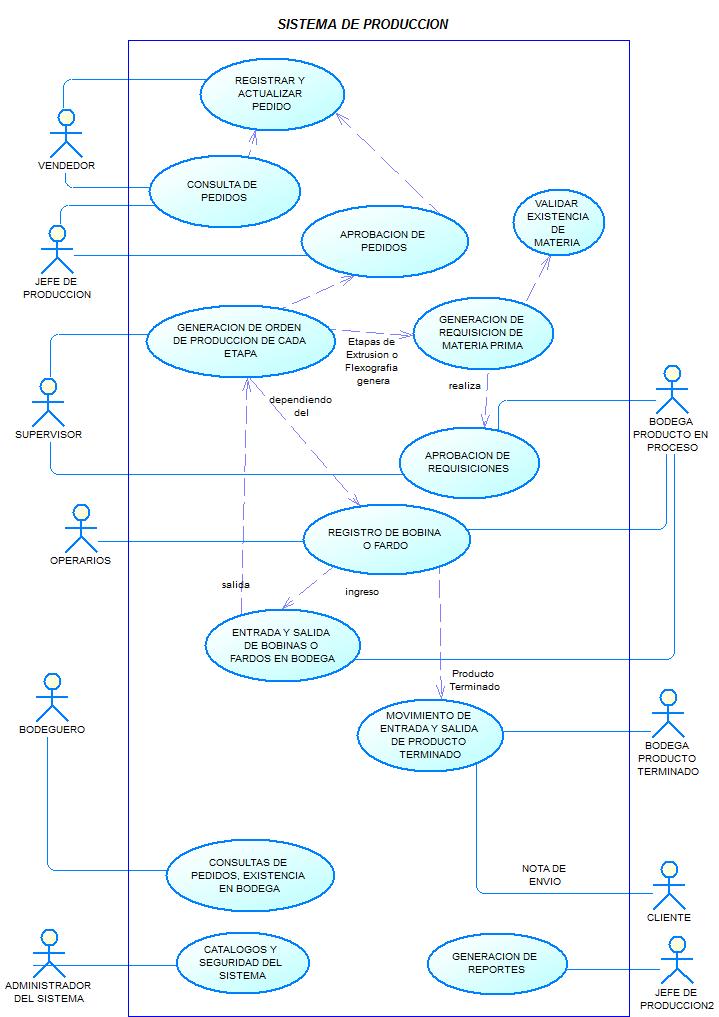 SISTEMA DE PRODUCCION
REGISTRAR Y
ACTUALIZAR
PEDIDO
VENDEDOR
CONSULTA DE
PEDIDOS
VALIDAR
EXISTENCIA
DE
MATERIA
APROBACION DE
PEDIDOS
JEFE DE
PRODUCCION
GENERACION DE ORDEN
DE PRODUCCION DE CADA
ETAPA
Etapas de
Extrusion o
Flexografia
genera
GENERACION DE
REQUISICION DE
MATERIA PRIMA
realiza
dependiendo
del
SUPERVISOR
BODEGA
PRODUCTO EN
PROCESO
APROBACION DE
REQUISICIONES
REGISTRO DE BOBINA
O FARDO
OPERARIOS
salida
ingreso
ENTRADA Y SALIDA
DE BOBINAS O
FARDOS EN BODEGA
Producto
Terminado
BODEGUERO
MOVIMIENTO DE
ENTRADA Y SALIDA
DE PRODUCTO
TERMINADO
BODEGA
PRODUCTO
TERMINADO
CONSULTAS DE
PEDIDOS, EXISTENCIA
EN BODEGA
NOTA DE
ENVIO
CLIENTE
CATALOGOS Y
SEGURIDAD DEL
SISTEMA
ADMINISTRADOR
DEL SISTEMA
GENERACION DE
REPORTES
JEFE DE
PRODUCCION2